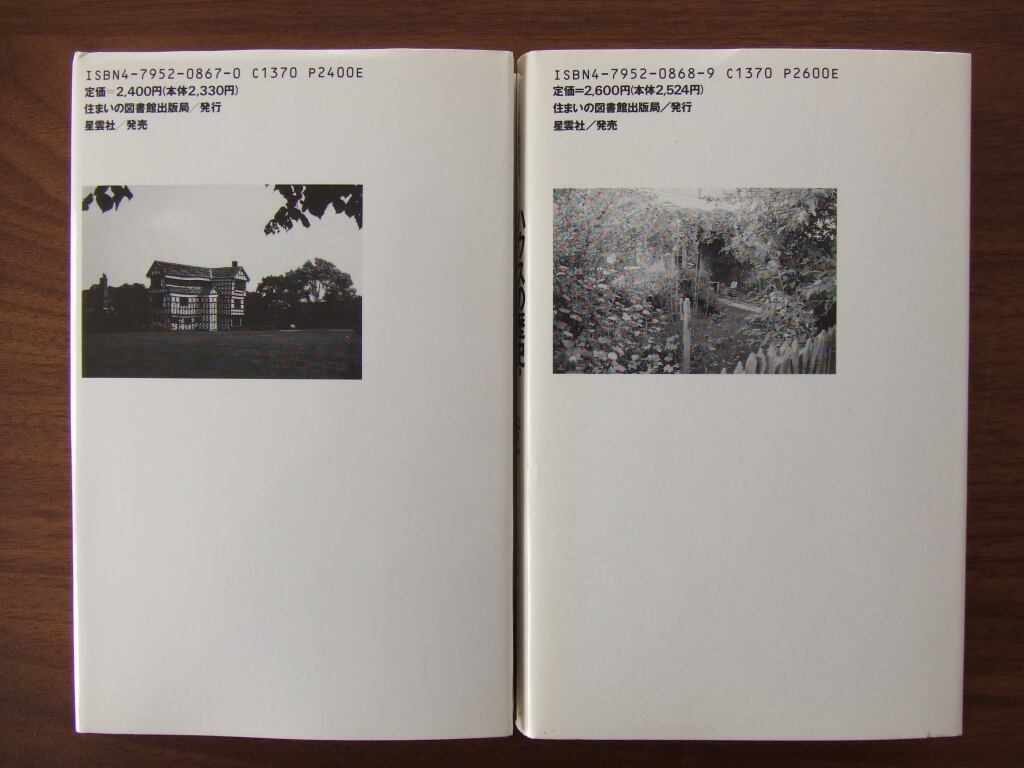 ISBN4-7952-0867-0 C1370 P2400E
定価=2,400円(本体2,330円)
住まいの図書館出版局/発行
星雲社/発売
ISBN4-7952-0868-9 C1370 P2600E
定価=2,600円(本体2,524円)
住まいの図書館出版局/発行
星雲社/発売